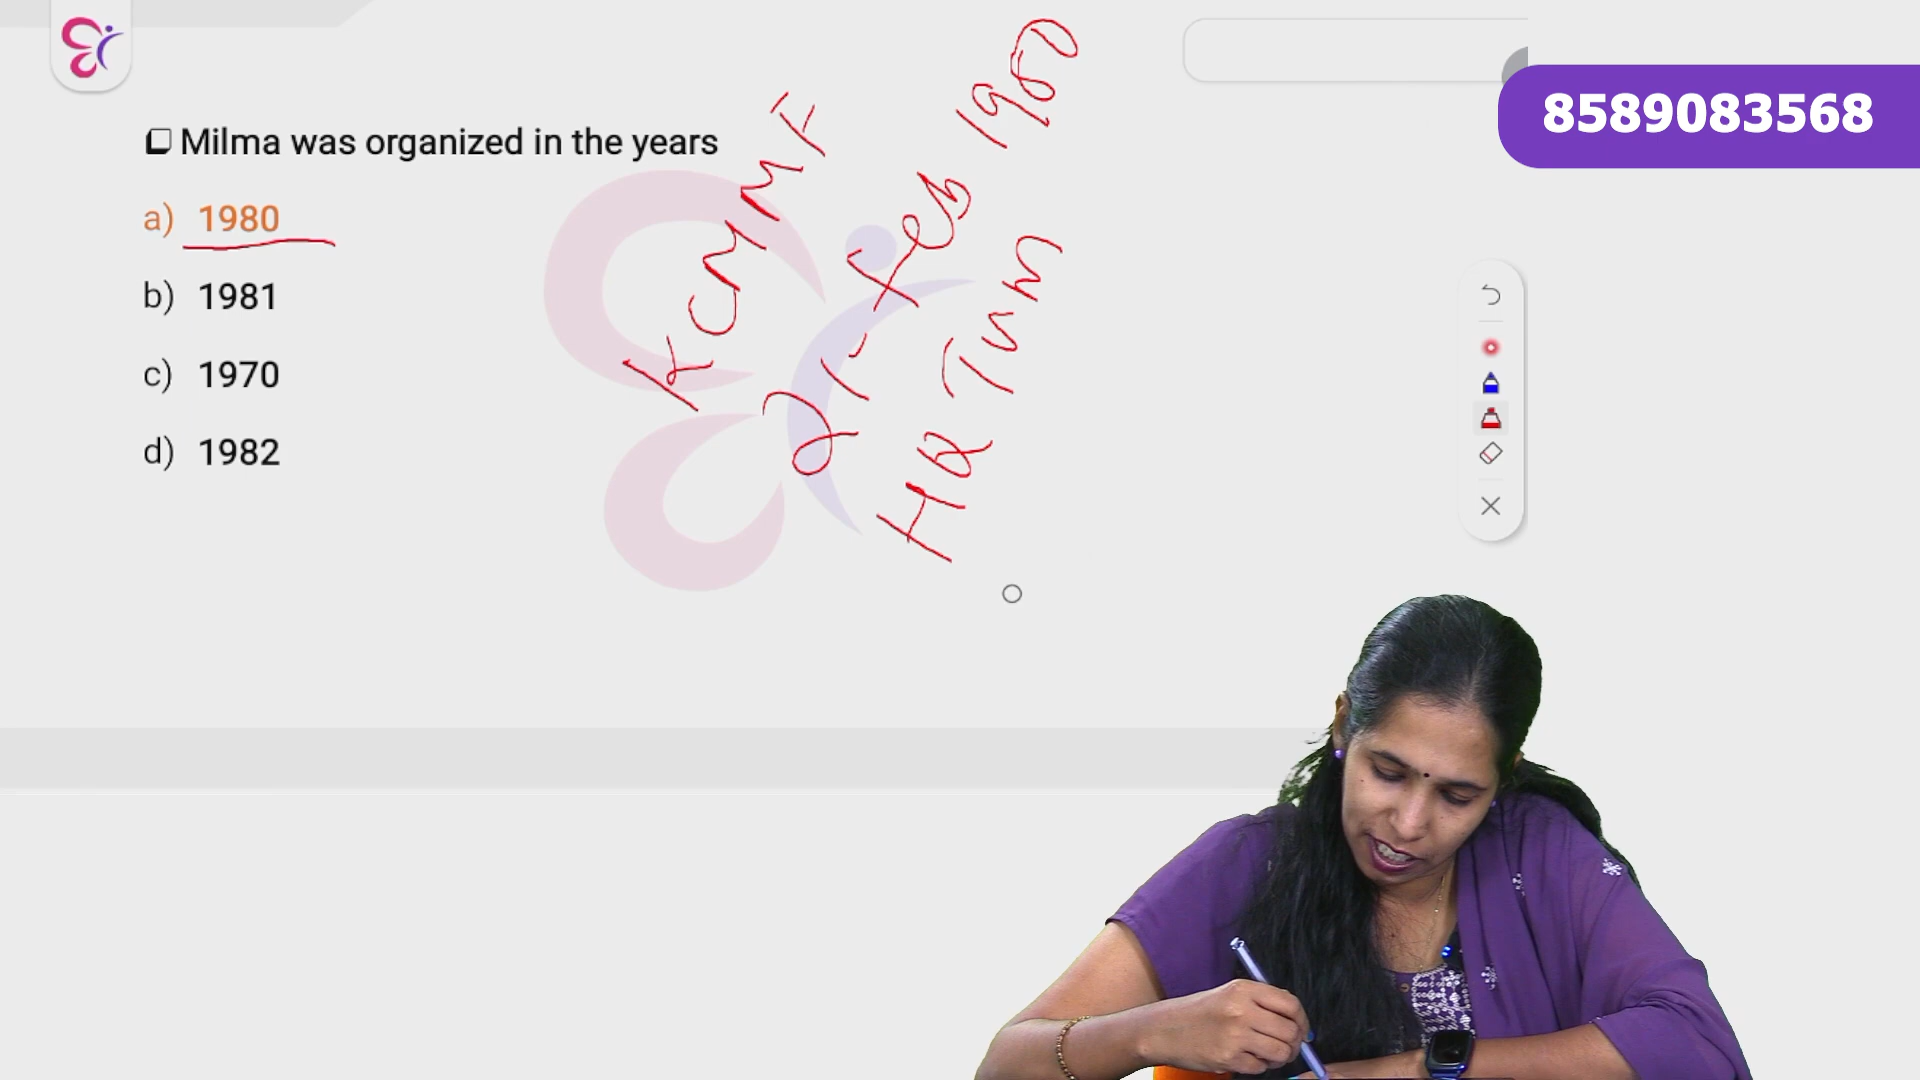 8589083568
❑ Milma was organized in the years
a) 1980
b) 1981
c) 1970
d) 1982
KCMMF
21-Feb 1980
HQ Tvm